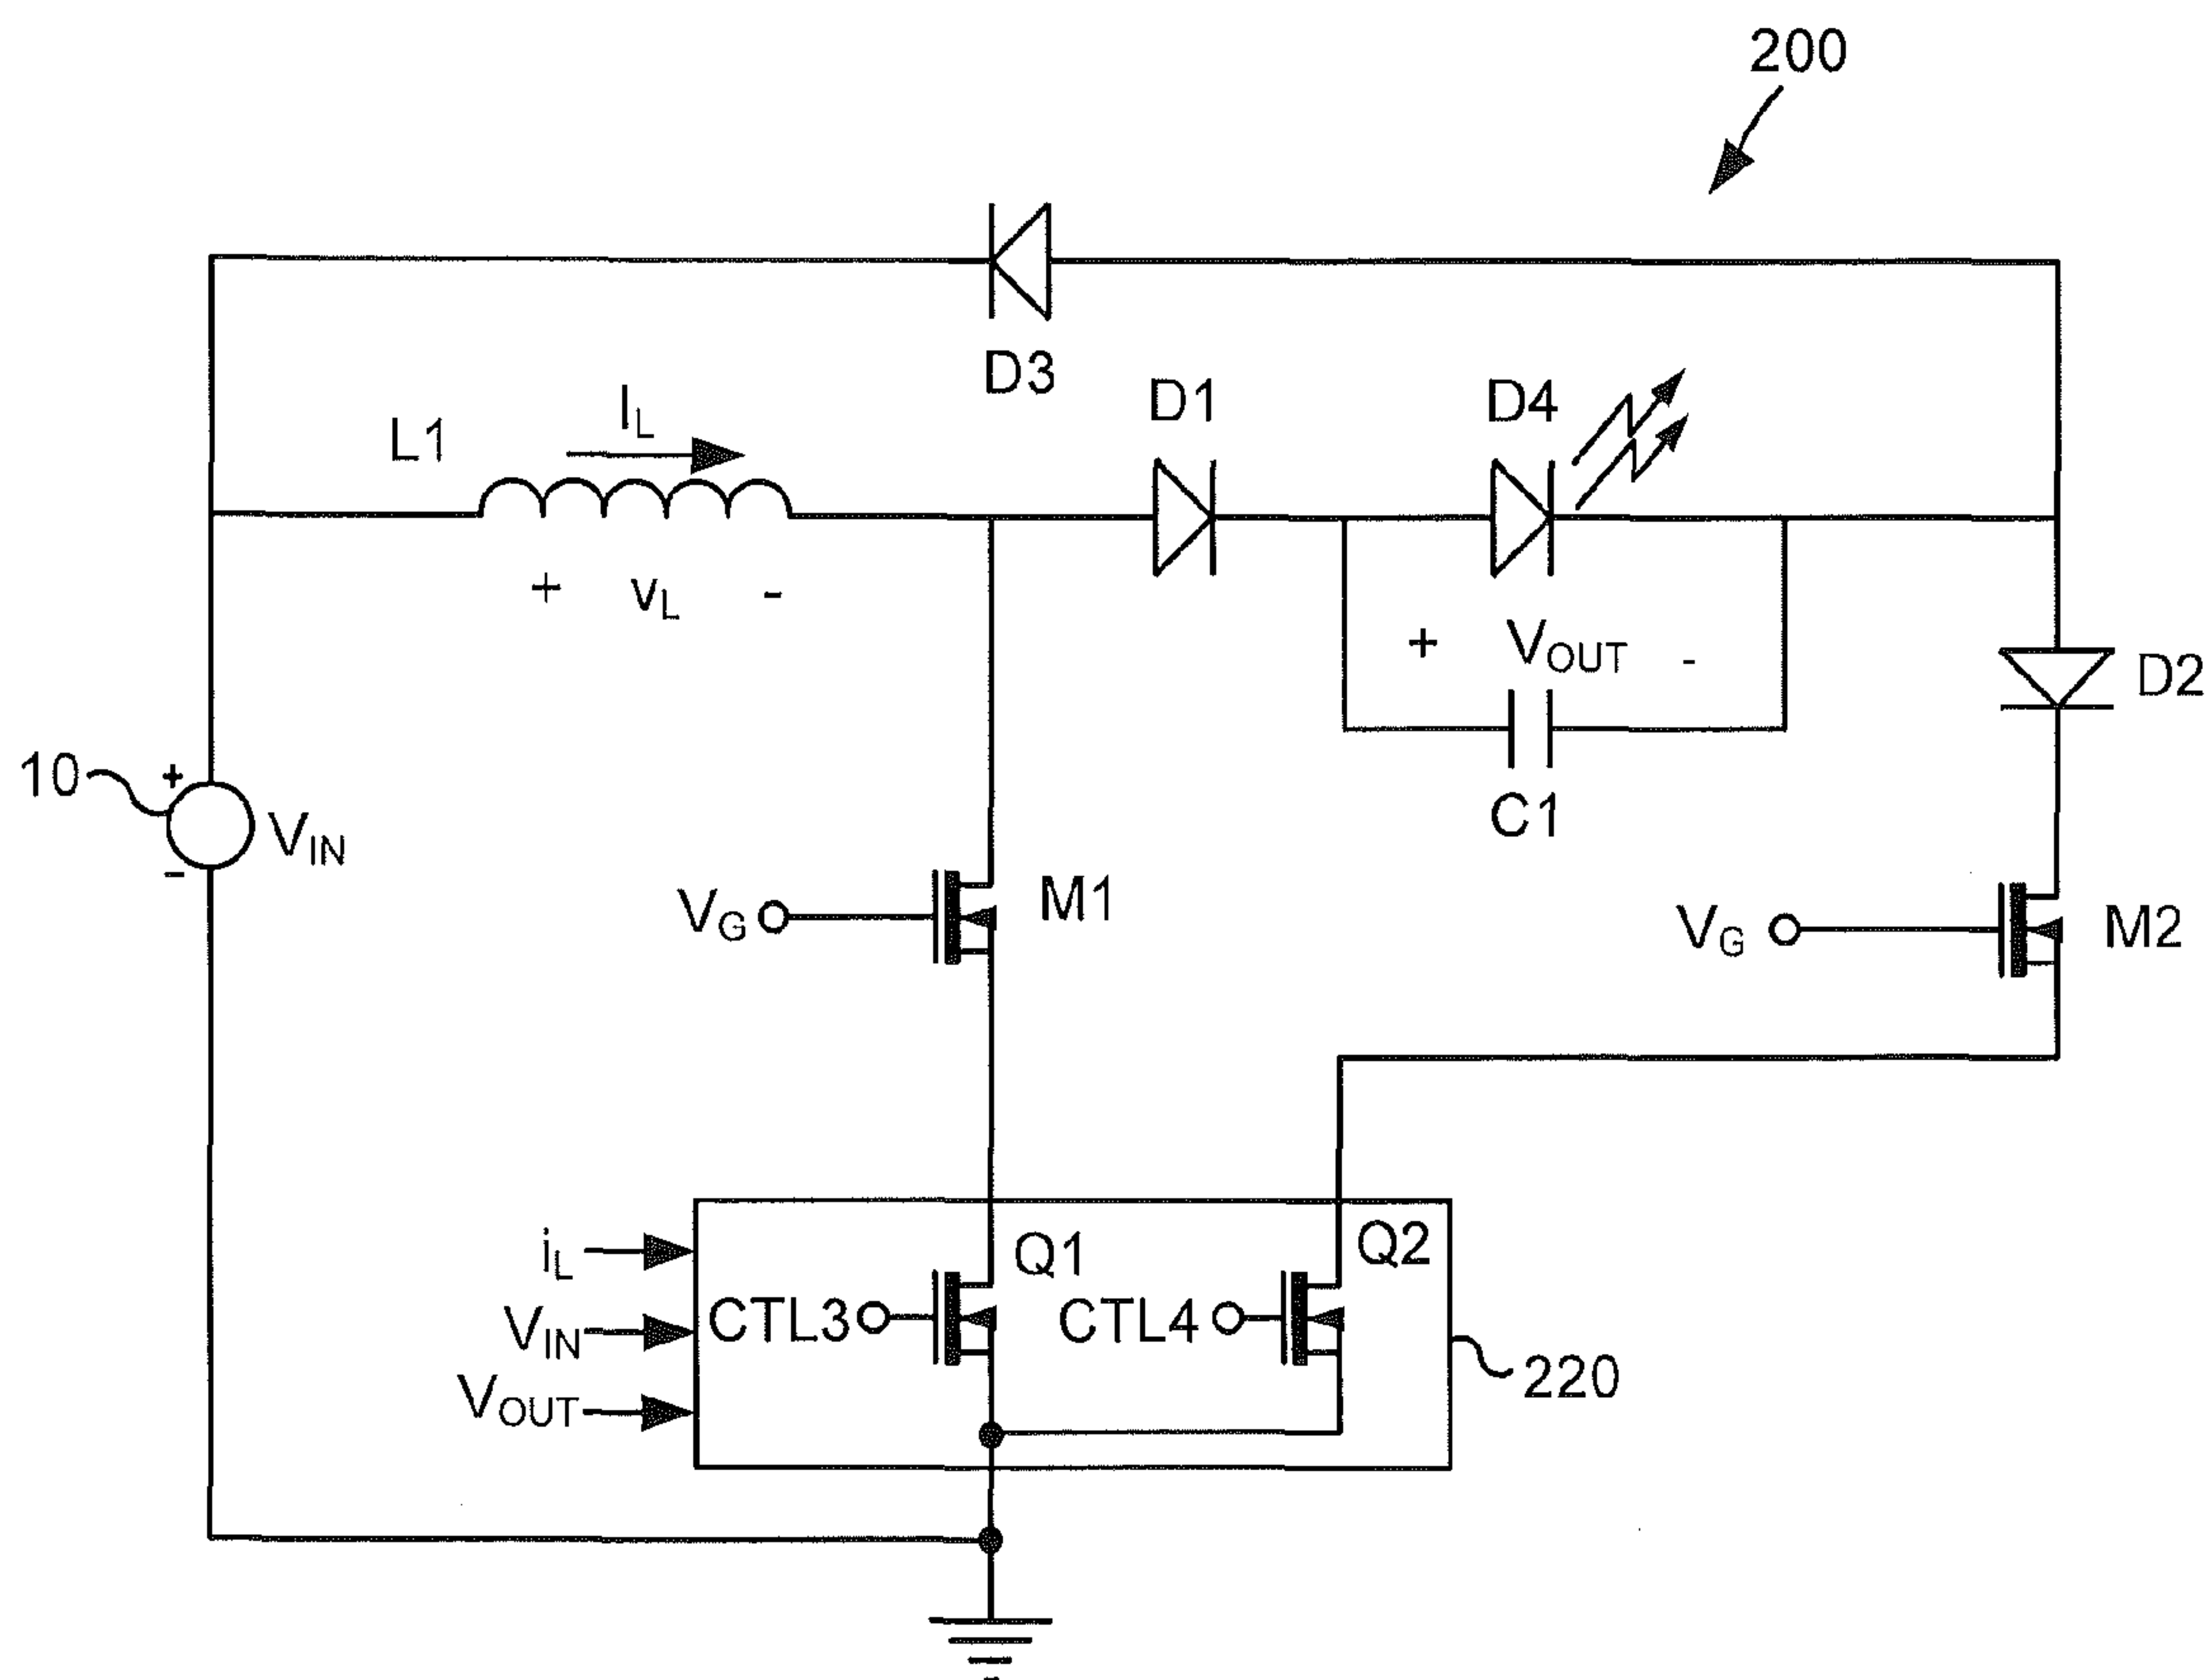 200
D3
D1
D4
L1
IL
+ vL -
+ VOUT -
D2
10
+
VIN
-
C1
VG
M1
VG
M2
iL
VIN
VOUT
CTL3
Q1
CTL4
Q2
220